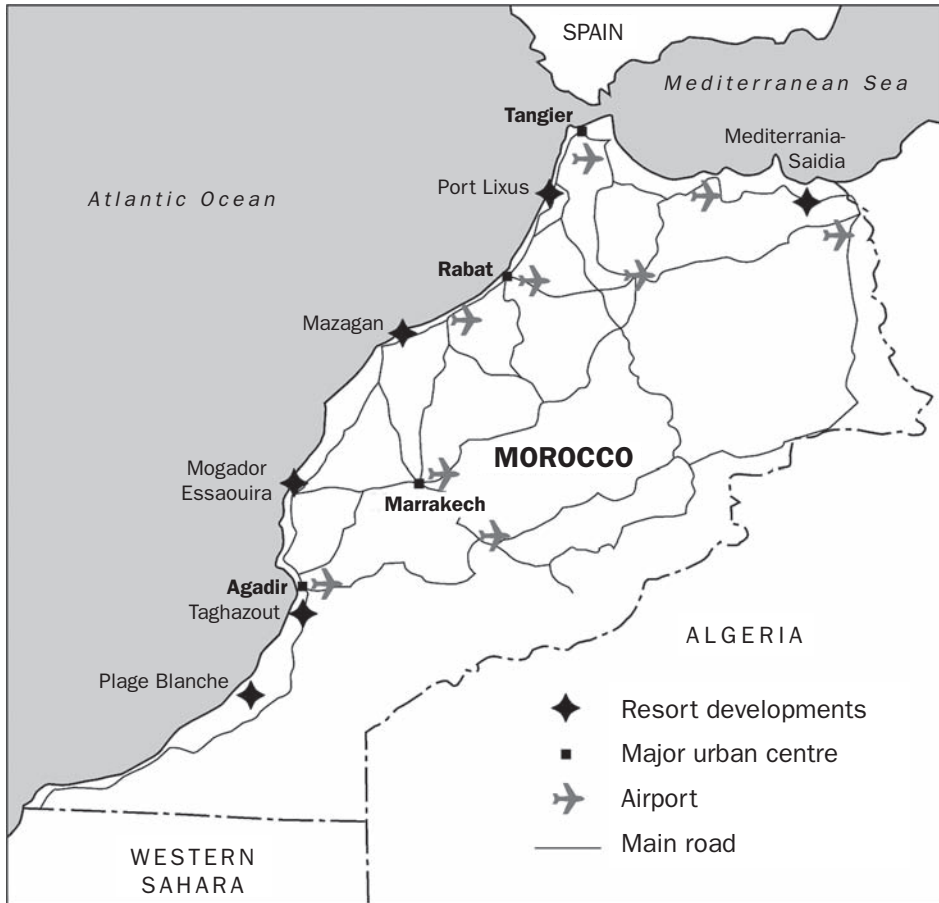 SPAIN
Mediterranean Sea
Tangier
Mediterrania-
Saidia
Port Lixus
Atlantic Ocean
Rabat
Mazagan
MOROCCO
Mogador
Essaouira
Marrakech
Agadir
Taghazout
ALGERIA
Plage Blanche
Resort developments
Major urban centre
Airport
Main road
WESTERN
SAHARA